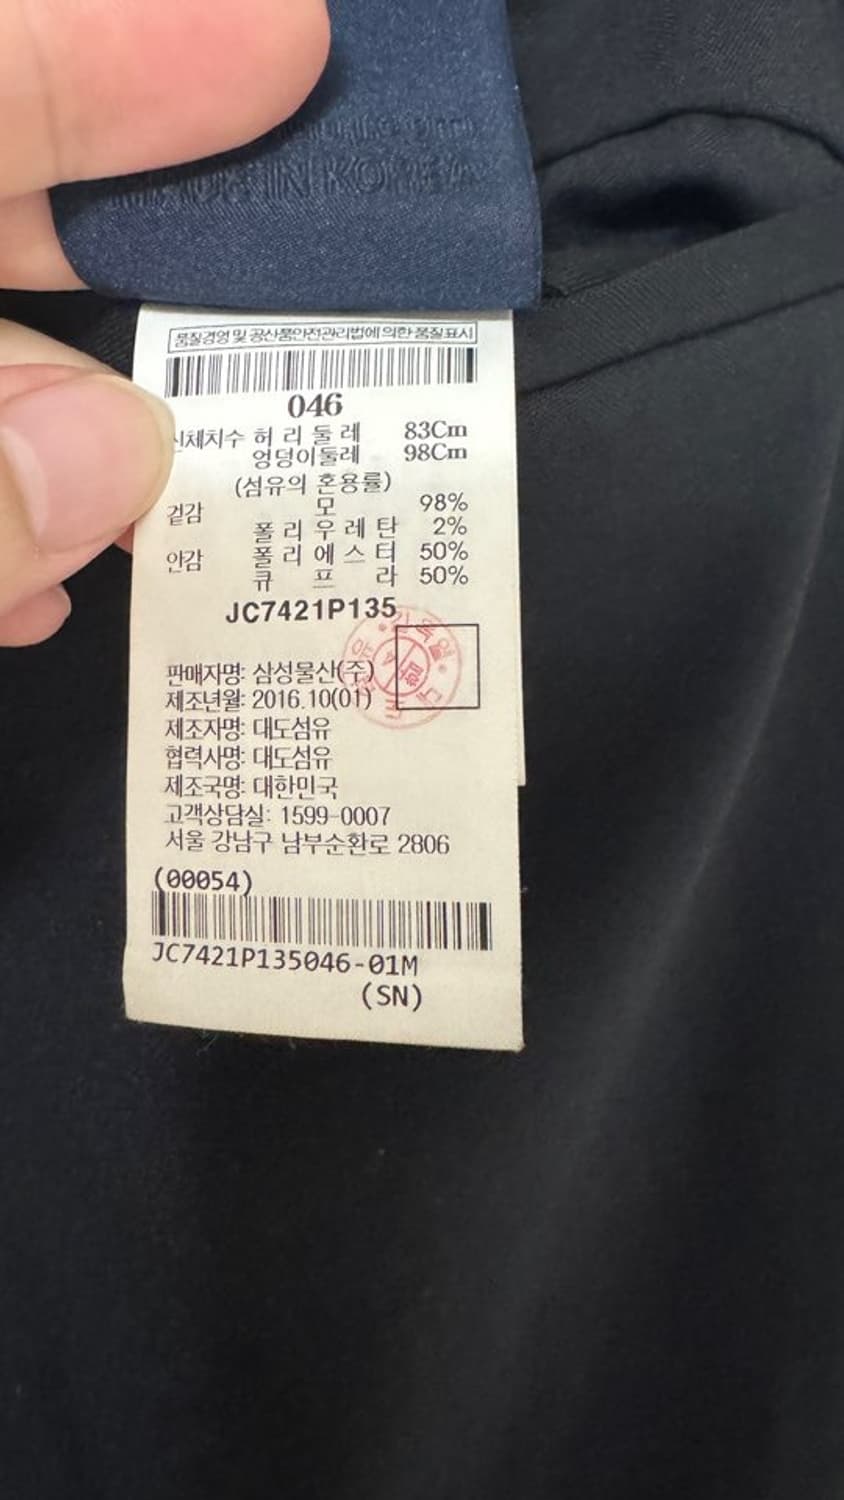 MADE IN KOREA
품질경영 및 공산품안전관리법에 의한 품질표시
046
신체치수 허리둘레 83Cm
엉덩이둘레 98Cm
(섬유의 혼용률)
겉감 모 98%
폴리우레탄 2%
안감 폴리에스터 50%
큐프라 50%
JC7421P135
판매자명: 삼성물산(주)
제조년월: 2016.10(01)
제조자명: 대도섬유
협력사명: 대도섬유
제조국명: 대한민국
고객상담실: 1599-0007
서울 강남구 남부순환로 2806
(00054)
JC7421P135046-01M
(SN)